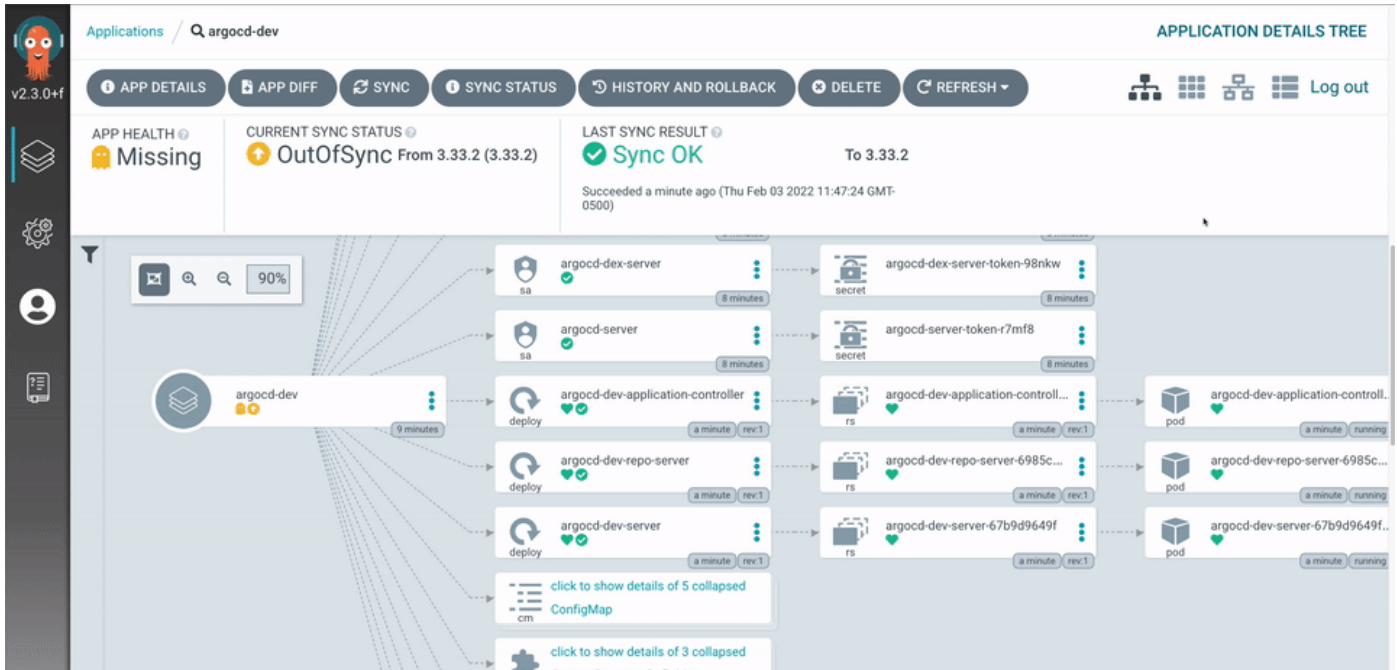 Applications / argocd-dev
APPLICATION DETAILS TREE
v2.3.0+f
APP DETAILS
APP DIFF
SYNC
SYNC STATUS
HISTORY AND ROLLBACK
DELETE
REFRESH
Log out
APP HEALTH
Missing
CURRENT SYNC STATUS
OutOfSync From 3.33.2 (3.33.2)
LAST SYNC RESULT
Sync OK
To 3.33.2
Succeeded a minute ago (Thu Feb 03 2022 11:47:24 GMT-
0500)
90%
argocd-dex-server
sa
8 minutes
argocd-dex-server-token-98nkw
secret
8 minutes
argocd-server
sa
8 minutes
argocd-server-token-r7mf8
secret
8 minutes
argocd-dev
9 minutes
argocd-dev-application-controller
deploy
a minute
rev:1
argocd-dev-application-controll...
rs
a minute
rev:1
argocd-dev-application-controll..
pod
a minute
running
argocd-dev-repo-server
deploy
a minute
rev:1
argocd-dev-repo-server-6985c...
rs
a minute
rev:1
argocd-dev-repo-server-6985c...
pod
a minute
running
argocd-dev-server
deploy
a minute
rev:1
argocd-dev-server-67b9d9649f
rs
a minute
rev:1
argocd-dev-server-67b9d9649f..
pod
a minute
running
click to show details of 5 collapsed
ConfigMap
cm
click to show details of 3 collapsed